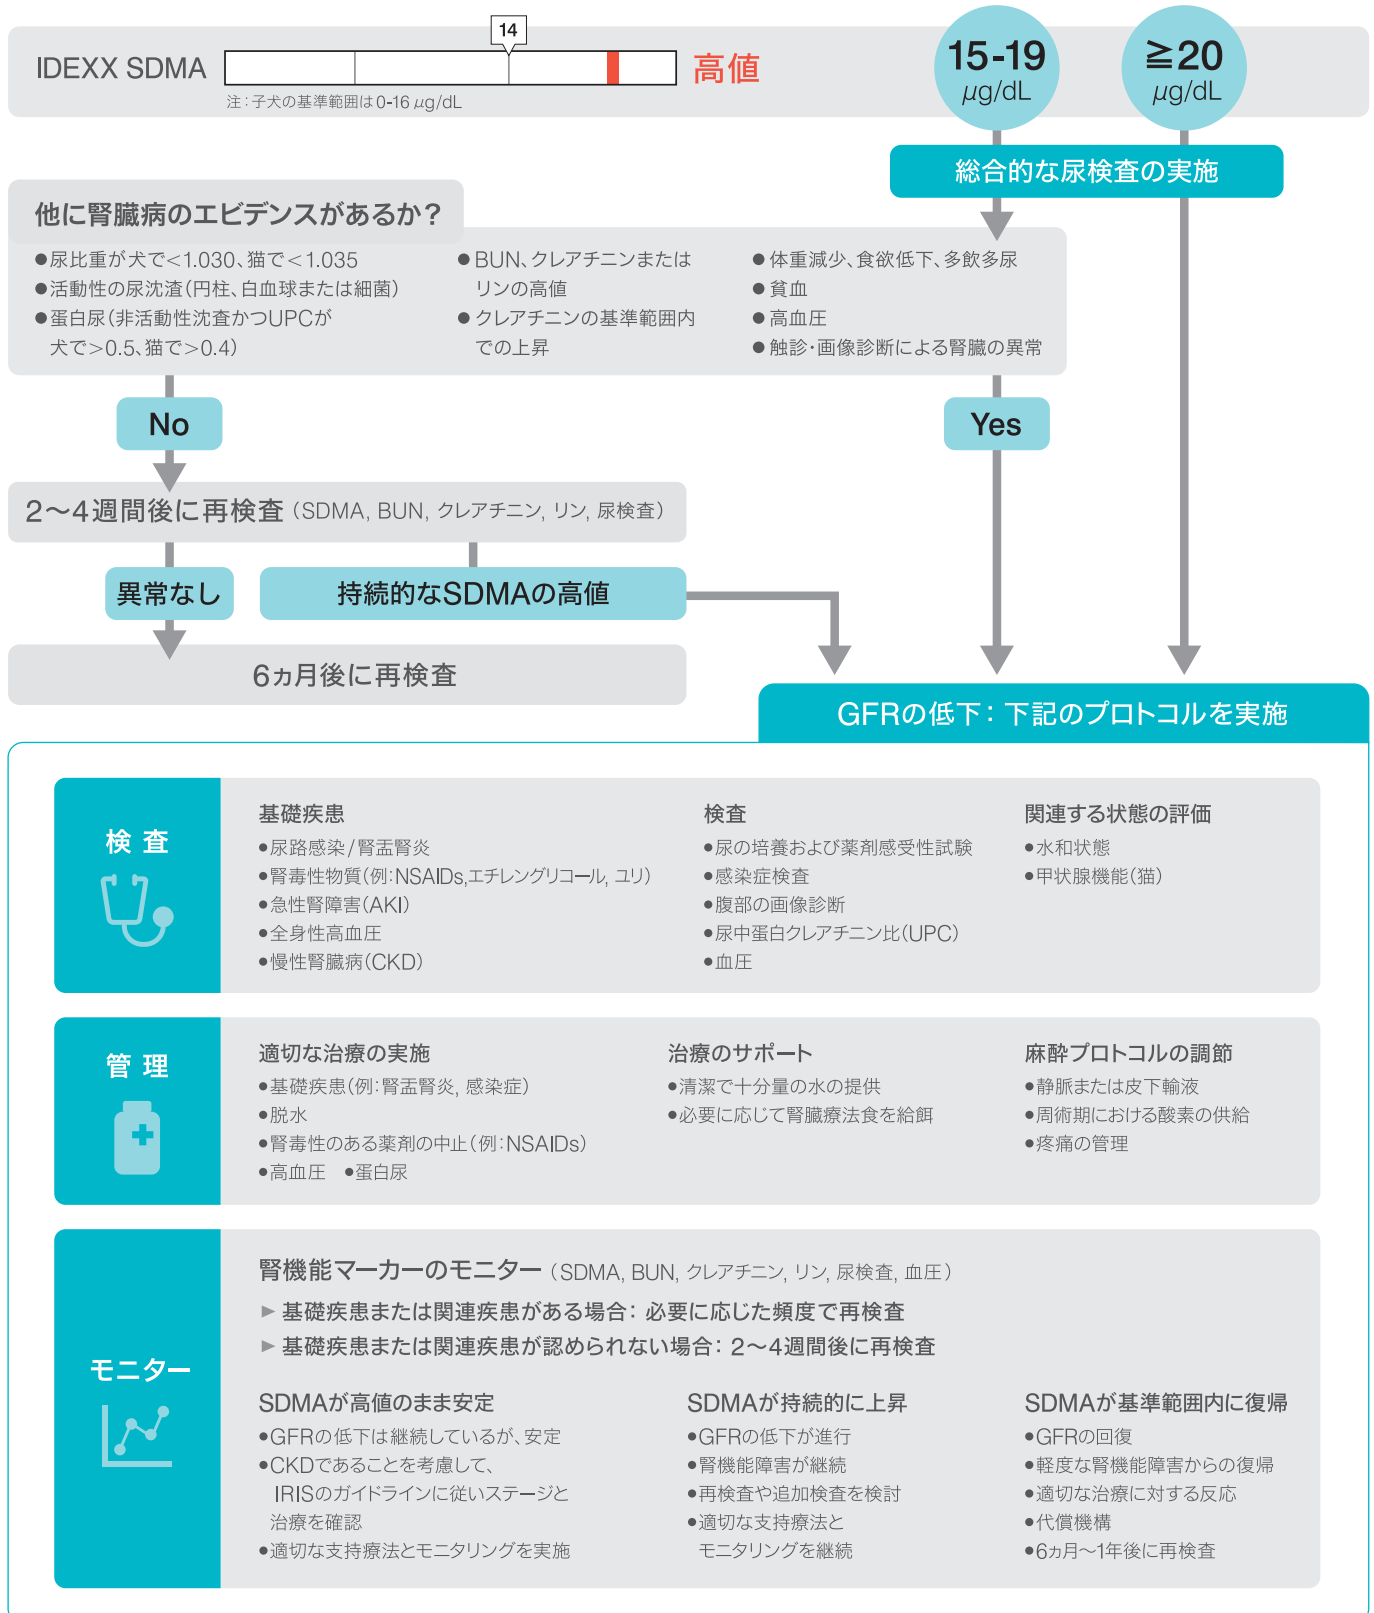 14
IDEXX SDMA
高値
注：子犬の基準範囲は0-16 μg/dL
15-19
μg/dL
≧20
μg/dL
総合的な尿検査の実施
他に腎臓病のエビデンスがあるか？
●尿比重が犬で＜1.030、猫で＜1.035
●活動性の尿沈渣（円柱、白血球または細菌）
●蛋白尿（非活動性沈査かつUPCが
犬で＞0.5、猫で＞0.4）
●BUN、クレアチニンまたは
リンの高値
●クレアチニンの基準範囲内
での上昇
●体重減少、食欲低下、多飲多尿
●貧血
●高血圧
●触診・画像診断による腎臓の異常
No
Yes
2〜4週間後に再検査（SDMA, BUN, クレアチニン, リン, 尿検査）
異常なし
持続的なSDMAの高値
6ヵ月後に再検査
GFRの低下：下記のプロトコルを実施
検査
基礎疾患
●尿路感染/腎盂腎炎
●腎毒性物質（例：NSAIDs,エチレングリコール, ユリ）
●急性腎障害（AKI）
●全身性高血圧
●慢性腎臓病（CKD）
検査
●尿の培養および薬剤感受性試験
●感染症検査
●腹部の画像診断
●尿中蛋白クレアチニン比（UPC）
●血圧
関連する状態の評価
●水和状態
●甲状腺機能（猫）
管理
適切な治療の実施
●基礎疾患（例：腎盂腎炎, 感染症）
●脱水
●腎毒性のある薬剤の中止（例：NSAIDs）
●高血圧 ●蛋白尿
治療のサポート
●清潔で十分量の水の提供
●必要に応じて腎臓療法食を給餌
麻酔プロトコルの調節
●静脈または皮下輸液
●周術期における酸素の供給
●疼痛の管理
モニター
腎機能マーカーのモニター（SDMA, BUN, クレアチニン, リン, 尿検査, 血圧）
▶ 基礎疾患または関連疾患がある場合：必要に応じた頻度で再検査
▶ 基礎疾患または関連疾患が認められない場合：2〜4週間後に再検査
SDMAが高値のまま安定
●GFRの低下は継続しているが、安定
●CKDであることを考慮して、
IRISのガイドラインに従いステージと
治療を確認
●適切な支持療法とモニタリングを実施
SDMAが持続的に上昇
●GFRの低下が進行
●腎機能障害が継続
●再検査や追加検査を検討
●適切な支持療法と
モニタリングを継続
SDMAが基準範囲内に復帰
●GFRの回復
●軽度な腎機能障害からの復帰
●適切な治療に対する反応
●代償機構
●6ヵ月〜1年後に再検査